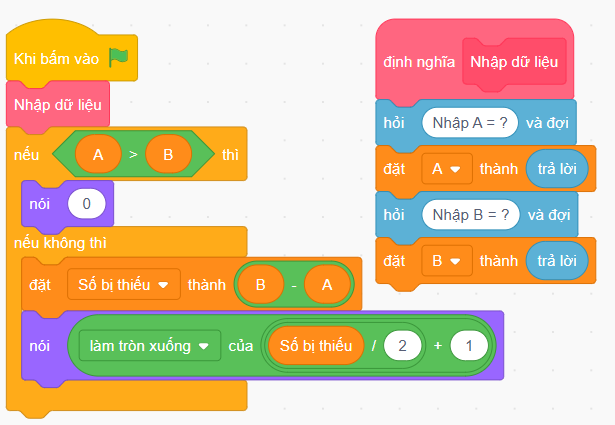 Khi bấm vào
Nhập dữ liệu
nếu A > B thì
nói 0
nếu không thì
đặt Số bị thiếu thành B - A
nói làm tròn xuống của Số bị thiếu / 2 + 1
định nghĩa Nhập dữ liệu
hỏi Nhập A = ? và đợi
đặt A thành trả lời
hỏi Nhập B = ? và đợi
đặt B thành trả lời